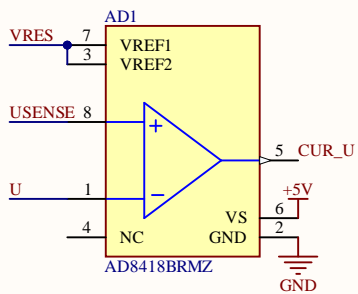 AD1
VRES 7 VREF1
3 VREF2
USENSE 8 +
5 CUR_U
U 1 -
+5V
VS 6
4 NC GND 2
AD8418BRMZ
GND